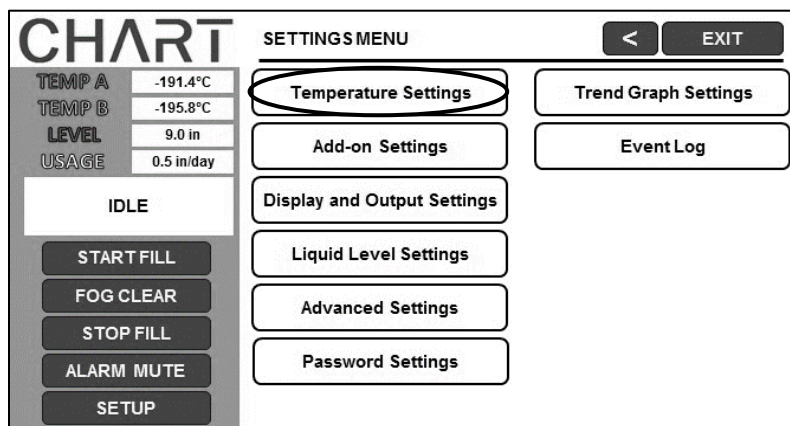 CHART
TEMP A -191.4°C
TEMP B -195.8°C
LEVEL 9.0 in
USAGE 0.5 in/day
IDLE
START FILL
FOG CLEAR
STOP FILL
ALARM MUTE
SETUP
SETTINGS MENU
< EXIT
Temperature Settings
Add-on Settings
Display and Output Settings
Liquid Level Settings
Advanced Settings
Password Settings
Trend Graph Settings
Event Log